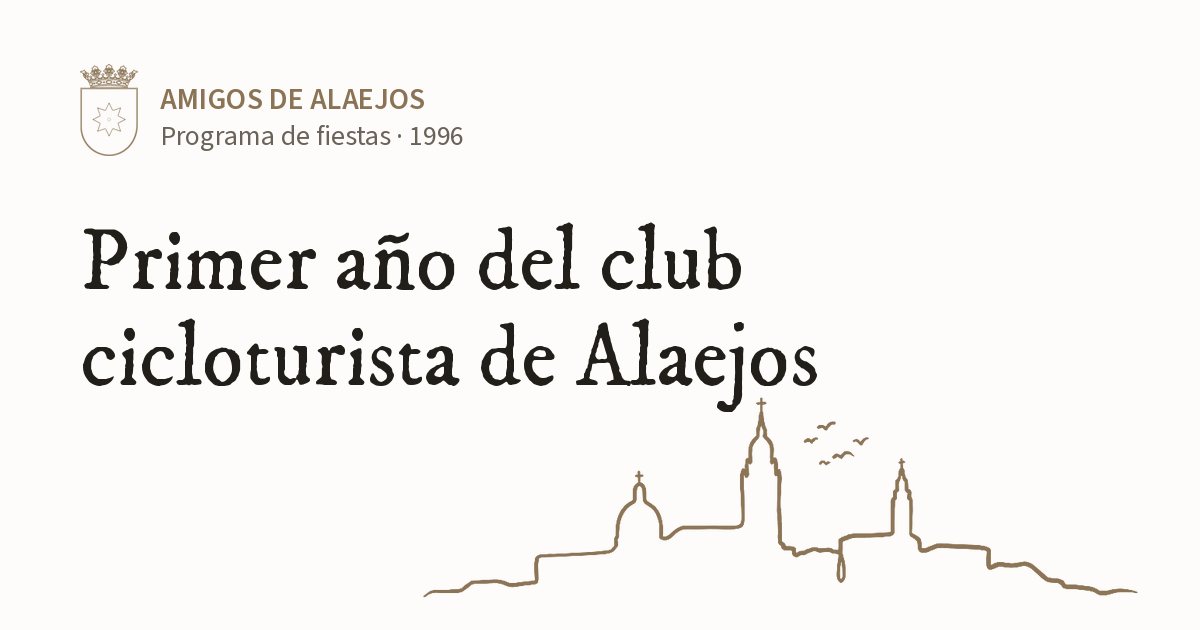 AMIGOS DE ALAEJOS
Programa de fiestas · 1996
Primer año del club
cicloturista de Alaejos